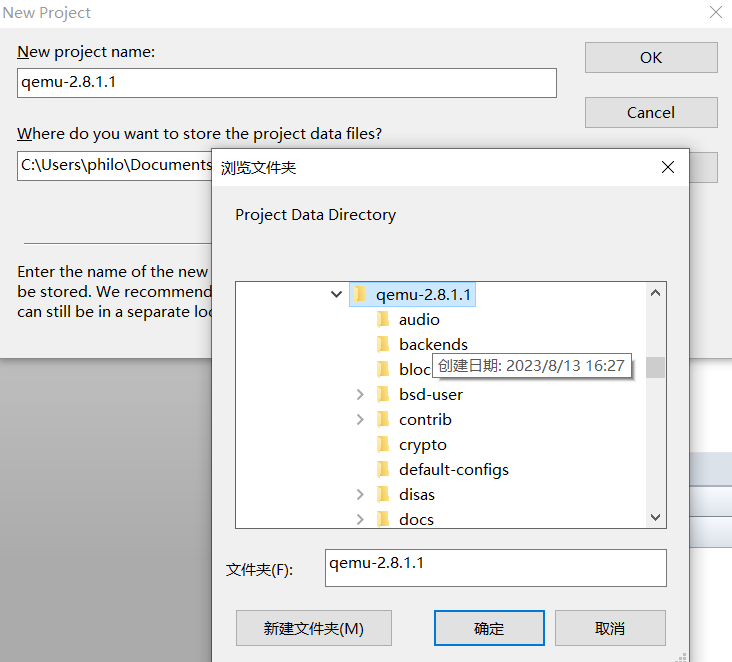 New Project
New project name:
OK
qemu-2.8.1.1
Cancel
Where do you want to store the project data files?
C:\Users\philo\Documents
浏览文件夹
Project Data Directory
Enter the name of the new
be stored. We recommend
can still be in a separate
qemu-2.8.1.1
audio
backends
创建日期: 2023/8/13 16:27
bsd-user
contrib
crypto
default-configs
disas
docs
文件夹(F):
qemu-2.8.1.1
新建文件夹(M)
确定
取消